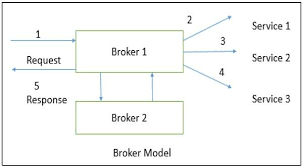 1
Request
5
Response
Broker 1
Broker 2
2
3
4
Service 1
Service 2
Service 3
Broker Model